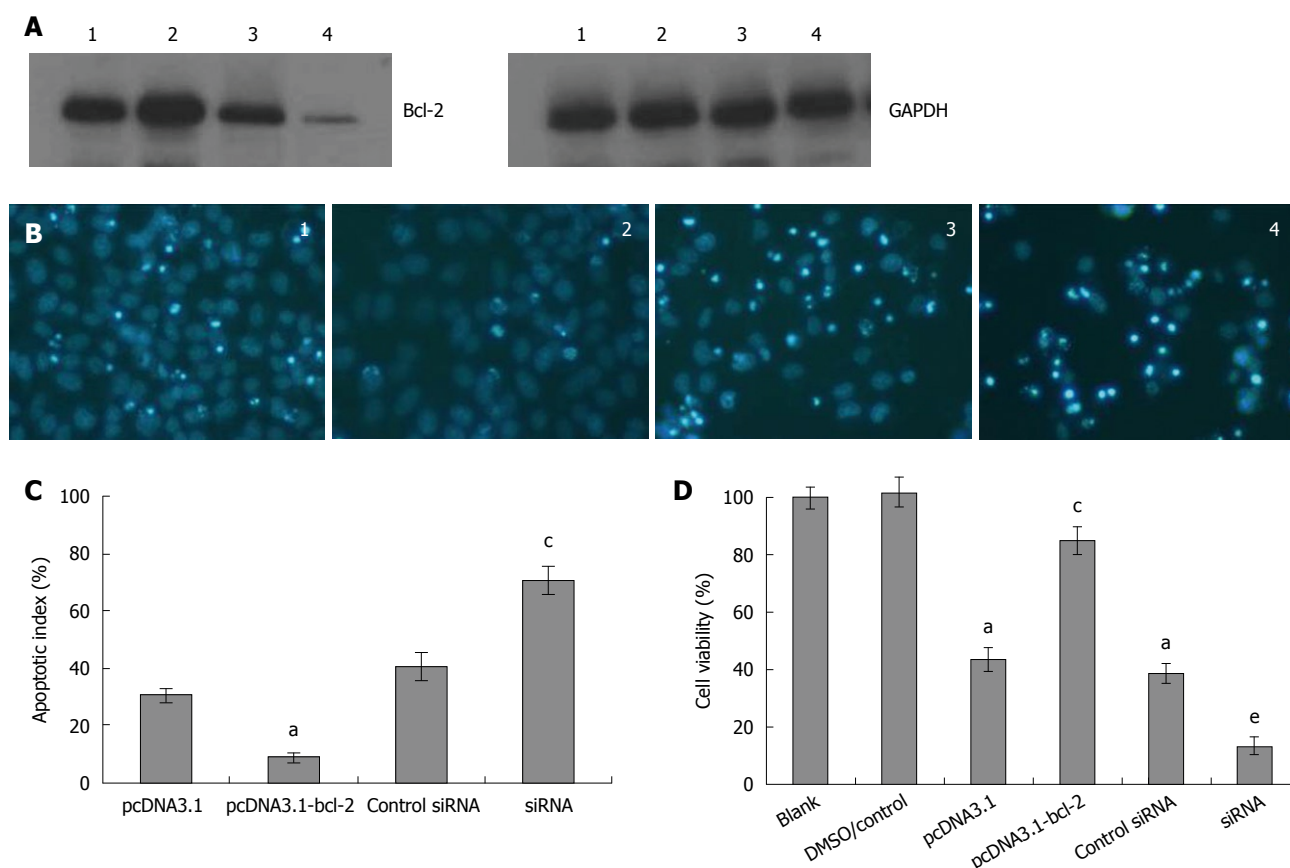 A
1 2 3 4
Bcl-2
1 2 3 4
GAPDH
B
1
2
3
4
C
100
80
60
40
20
0
Apoptotic index (%)
a
c
pcDNA3.1 pcDNA3.1-bcl-2 Control siRNA siRNA
D
100
80
60
40
20
0
Cell viability (%)
a
c
a
e
Blank
DMSO/control
pcDNA3.1
pcDNA3.1-bcl-2
Control siRNA
siRNA